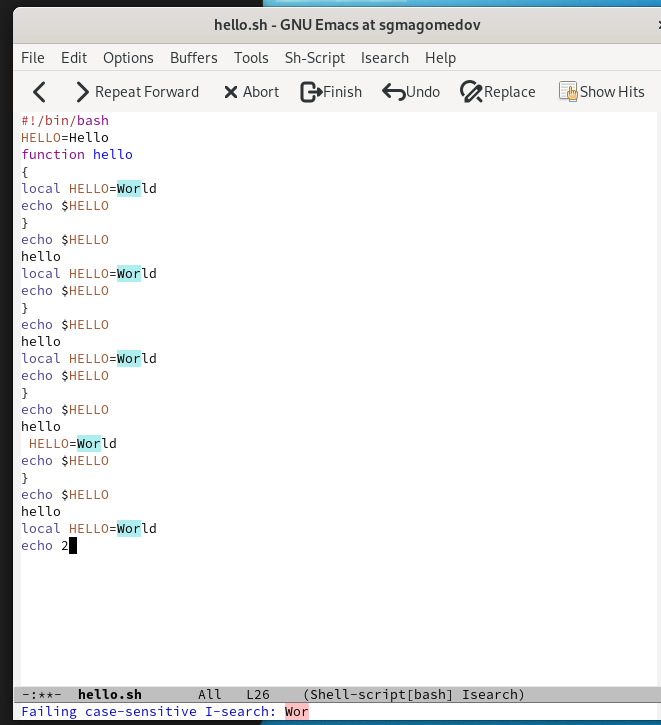 hello.sh - GNU Emacs at sgmagomedov
File Edit Options Buffers Tools Sh-Script Isearch Help
Repeat Forward Abort Finish Undo Replace Show Hits
#!/bin/bash
HELLO=Hello
function hello
{
local HELLO=World
echo $HELLO
}
echo $HELLO
hello
local HELLO=World
echo $HELLO
}
echo $HELLO
hello
local HELLO=World
echo $HELLO
}
echo $HELLO
hello
 HELLO=World
echo $HELLO
}
echo $HELLO
hello
local HELLO=World
echo 2
-:**- hello.sh All L26 (Shell-script[bash] Isearch)
Failing case-sensitive I-search: Wor